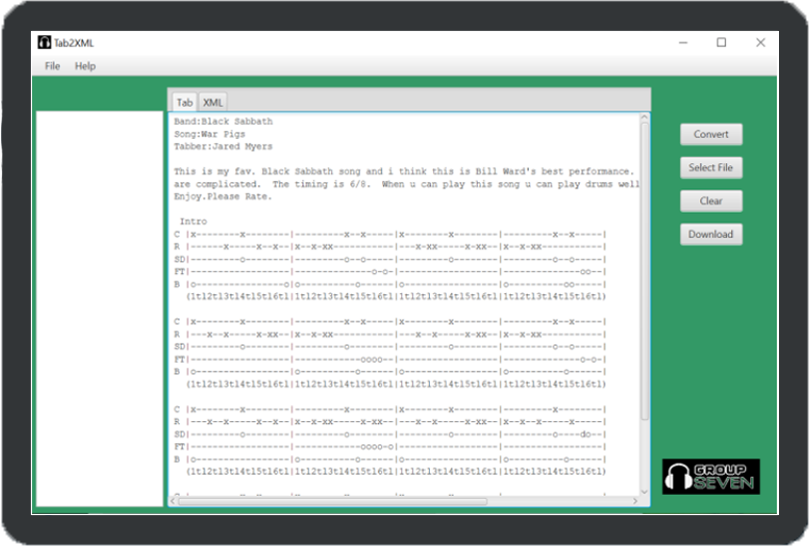 Tab2XML
File Help
Tab XML
Band:Black Sabbath
Song:War Pigs
Tabber:Jared Myers
This is my fav. Black Sabbath song and i think this is Bill Ward's best performance.
are complicated.  The timing is 6/8.  When u can play this song u can play drums well
Enjoy.Please Rate.
Intro
C |x--------x-------|---------x--x-----|x--------x-------|---------x--x-----|
R |------x-----x--x--|x--x-xx-----------|---x-xx-----x-xx--|x--x-xx-----------|
SD|---------o--------|---------o--o-----|---------o--------|---------o--o-----|
FT|------------------|--------------o-o-|------------------|--------------oo--|
B |o----------------o|o----------o------|o-----------------|o----------oo-----|
(1t12t13t14t15t16t1|1t12t13t14t15t16t1|1t12t13t14t15t16t1|1t12t13t14t15t16t1)
C |x--------x-------|---------x--x-----|x--------x-------|---------x--x-----|
R |---x--x-----x-xx--|x--x-xx-----------|---x--x-----x-xx--|x--x-xx-----------|
SD|---------o--------|---------o--------|---------o--------|---------o--o-----|
FT|------------------|------------oooo--|------------------|--------------o-o-|
B |o-----------------|o----------o------|o-----------------|o----------o------|
(1t12t13t14t15t16t1|1t12t13t14t15t16t1|1t12t13t14t15t16t1|1t12t13t14t15t16t1)
C |x--------x-------|---------x--------|x--------x-------|---------x--------|
R |---x--x-----x--x--|x--x-xx-----x-xx--|---x--x-----x-xx--|x--x--x-----x-----|
SD|---------o--------|---------o--------|---------o--------|---------o----do--|
FT|------------------|------------oooo-o|------------------|------------------|
B |o-----------------|o----------o------|o-----------------|o----------o------|
(1t12t13t14t15t16t1|1t12t13t14t15t16t1|1t12t13t14t15t16t1|1t12t13t14t15t16t1)
Convert
Select File
Clear
Download
GROUP
SEVEN